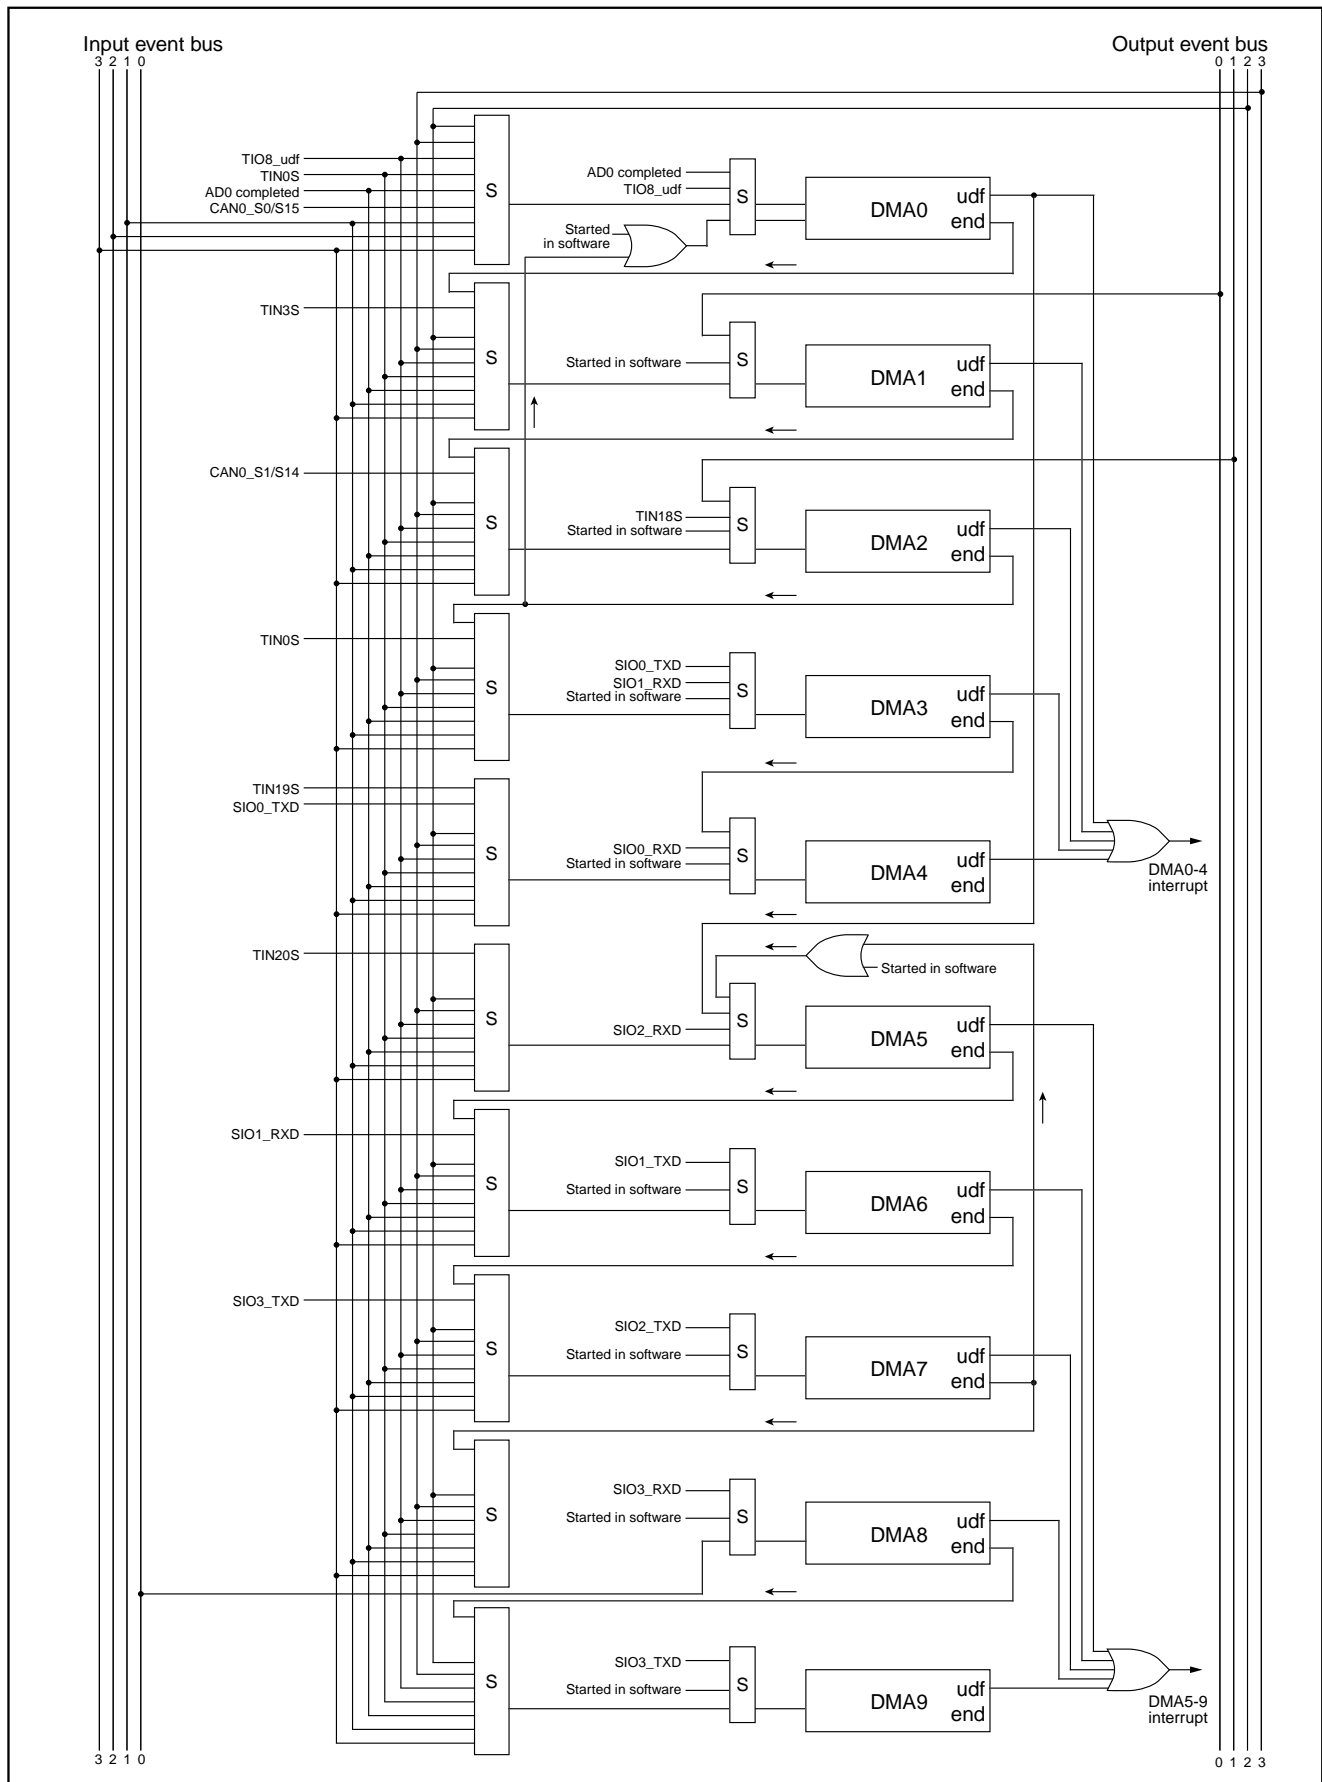 Input event bus
Output event bus
3 2 1 0
0 1 2 3
TIO8_udf
TIN0S
AD0 completed
CAN0_S0/S15
S
AD0 completed
TIO8_udf
S
Started
in software
DMA0
udf
end
TIN3S
S
Started in software
S
DMA1
udf
end
CAN0_S1/S14
S
TIN18S
Started in software
S
DMA2
udf
end
TIN0S
S
SIO0_TXD
SIO1_RXD
Started in software
S
DMA3
udf
end
TIN19S
SIO0_TXD
S
SIO0_RXD
Started in software
S
DMA4
udf
end
DMA0-4
interrupt
TIN20S
S
Started in software
SIO2_RXD
S
DMA5
udf
end
SIO1_RXD
S
SIO1_TXD
Started in software
S
DMA6
udf
end
SIO3_TXD
S
SIO2_TXD
Started in software
S
DMA7
udf
end
S
SIO3_RXD
Started in software
S
DMA8
udf
end
S
SIO3_TXD
Started in software
S
DMA9
udf
end
DMA5-9
interrupt
3 2 1 0
0 1 2 3